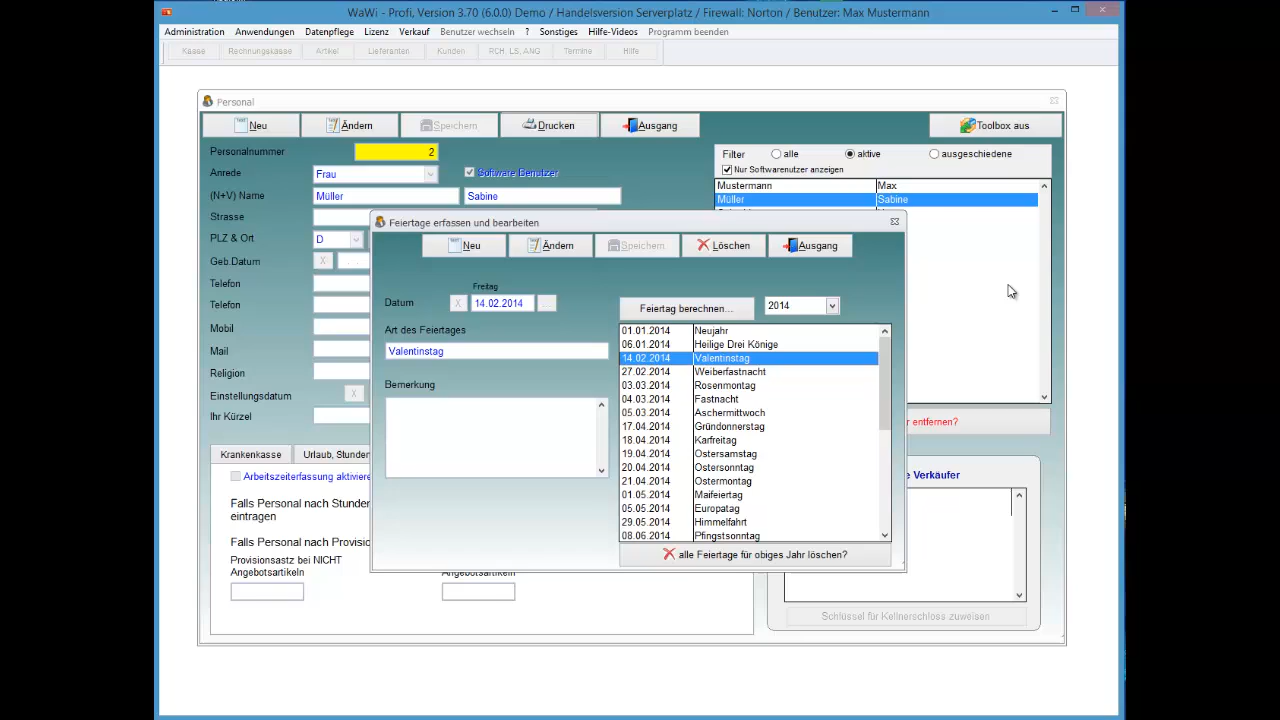 WaWi - Profi, Version 3.70 (6.0.0) Demo / Handelsversion Serverplatz / Firewall: Norton / Benutzer: Max Mustermann
Administration Anwendungen Datenpflege Lizenz Verkauf Benutzer wechseln ? Sonstiges Hilfe-Videos Programm beenden
Kasse Rechnungskasse Artikel Lieferanten Kunden RCH, LS, ANG Termine Hilfe
Personal
Neu Ändern Speichern Drucken Ausgang Toolbox aus
Personalnummer 2
Anrede Frau Software Benutzer
(N+V) Name Müller Sabine
Strasse
PLZ & Ort D
Geb.Datum X
Telefon
Telefon
Mobil
Mail
Religion
Einstellungsdatum X
Ihr Kürzel
Filter alle aktive ausgeschiedene
Nur Softwarenutzer anzeigen
Mustermann Max
Müller Sabine
Feiertage erfassen und bearbeiten
Neu Ändern Speichern Löschen Ausgang
Freitag
Datum X 14.02.2014 ...
Art des Feiertages
Valentinstag
Bemerkung
Feiertag berechnen... 2014
01.01.2014 Neujahr
06.01.2014 Heilige Drei Könige
14.02.2014 Valentinstag
27.02.2014 Weiberfastnacht
03.03.2014 Rosenmontag
04.03.2014 Fastnacht
05.03.2014 Aschermittwoch
17.04.2014 Gründonnerstag
18.04.2014 Karfreitag
19.04.2014 Ostersamstag
20.04.2014 Ostersonntag
21.04.2014 Ostermontag
01.05.2014 Maifeiertag
05.05.2014 Europatag
29.05.2014 Himmelfahrt
08.06.2014 Pfingstsonntag
alle Feiertage für obiges Jahr löschen?
entfernen?
Krankenkasse Urlaub, Stunden
Arbeitszeiterfassung aktiviere
Falls Personal nach Stunde
eintragen
Falls Personal nach Provisio
Provisionsastz bei NICHT
Angebotsartikeln Angebotsartikeln
Verkäufer
Schlüssel für Kellnerschloss zuweisen